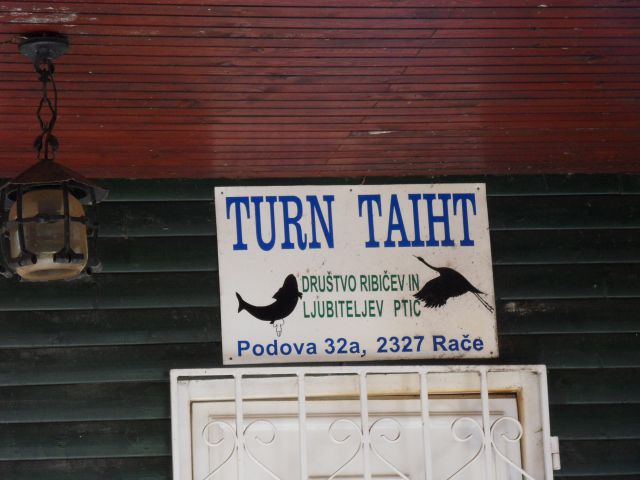 TURN TAIHT
DRUŠTVO RIBIČEV IN
LJUBITELJEV PTIC
Podova 32a, 2327 Rače